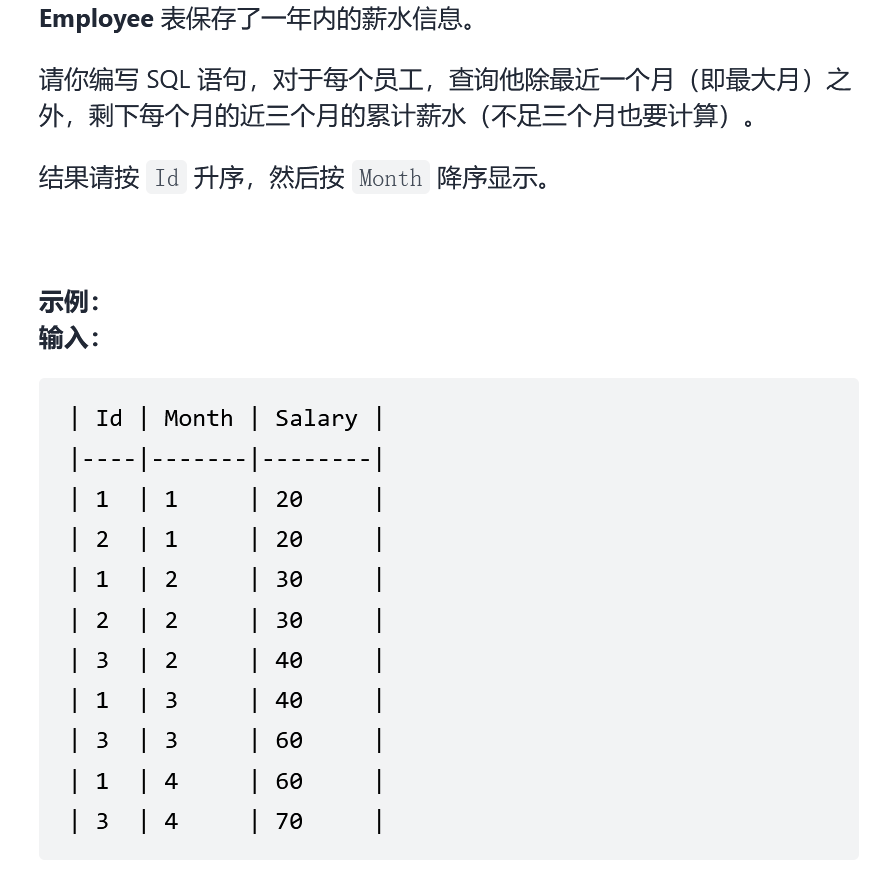 Employee 表保存了一年内的薪水信息。
请你编写 SQL 语句，对于每个员工，查询他除最近一个月（即最大月）之
外，剩下每个月的近三个月的累计薪水（不足三个月也要计算）。
结果请按 Id 升序，然后按 Month 降序显示。
示例：
输入：
| Id | Month | Salary |
|----|-------|--------|
| 1  | 1     | 20     |
| 2  | 1     | 20     |
| 1  | 2     | 30     |
| 2  | 2     | 30     |
| 3  | 2     | 40     |
| 1  | 3     | 40     |
| 3  | 3     | 60     |
| 1  | 4     | 60     |
| 3  | 4     | 70     |